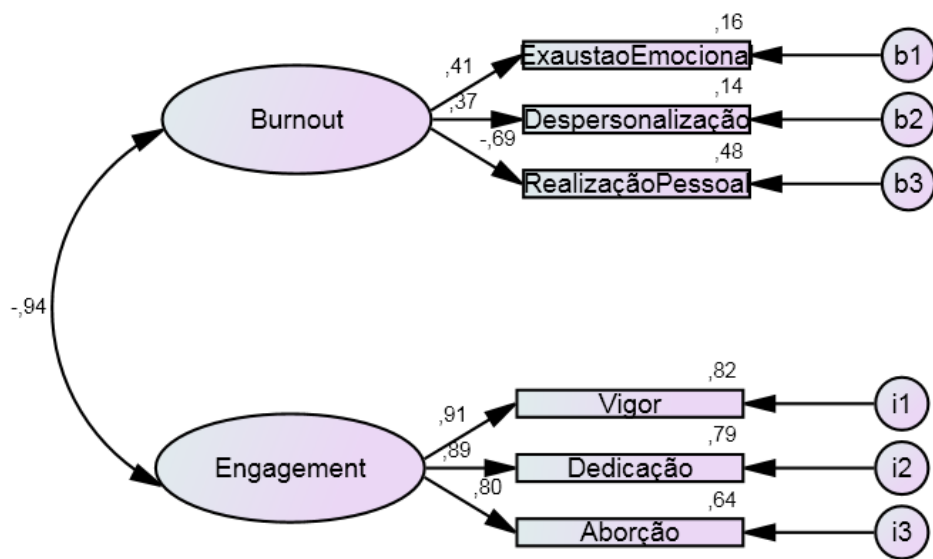 ,16
,41
ExaustaoEmocional
b1
,14
,37
Burnout
Despersonalização
b2
-,69
,48
RealizaçãoPessoal
b3
-,94
,82
,91
Vigor
i1
,79
,89
Engagement
Dedicação
i2
,80
,64
Aborção
i3